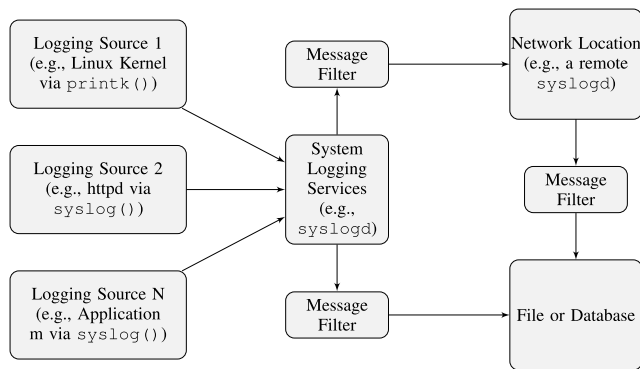 Logging Source 1
(e.g., Linux Kernel
via printk())
Message
Filter
Network Location
(e.g., a remote
syslogd)
Logging Source 2
(e.g., httpd via
syslog())
System
Logging
Services
(e.g.,
syslogd)
Message
Filter
Logging Source N
(e.g., Application
m via syslog())
Message
Filter
File or Database